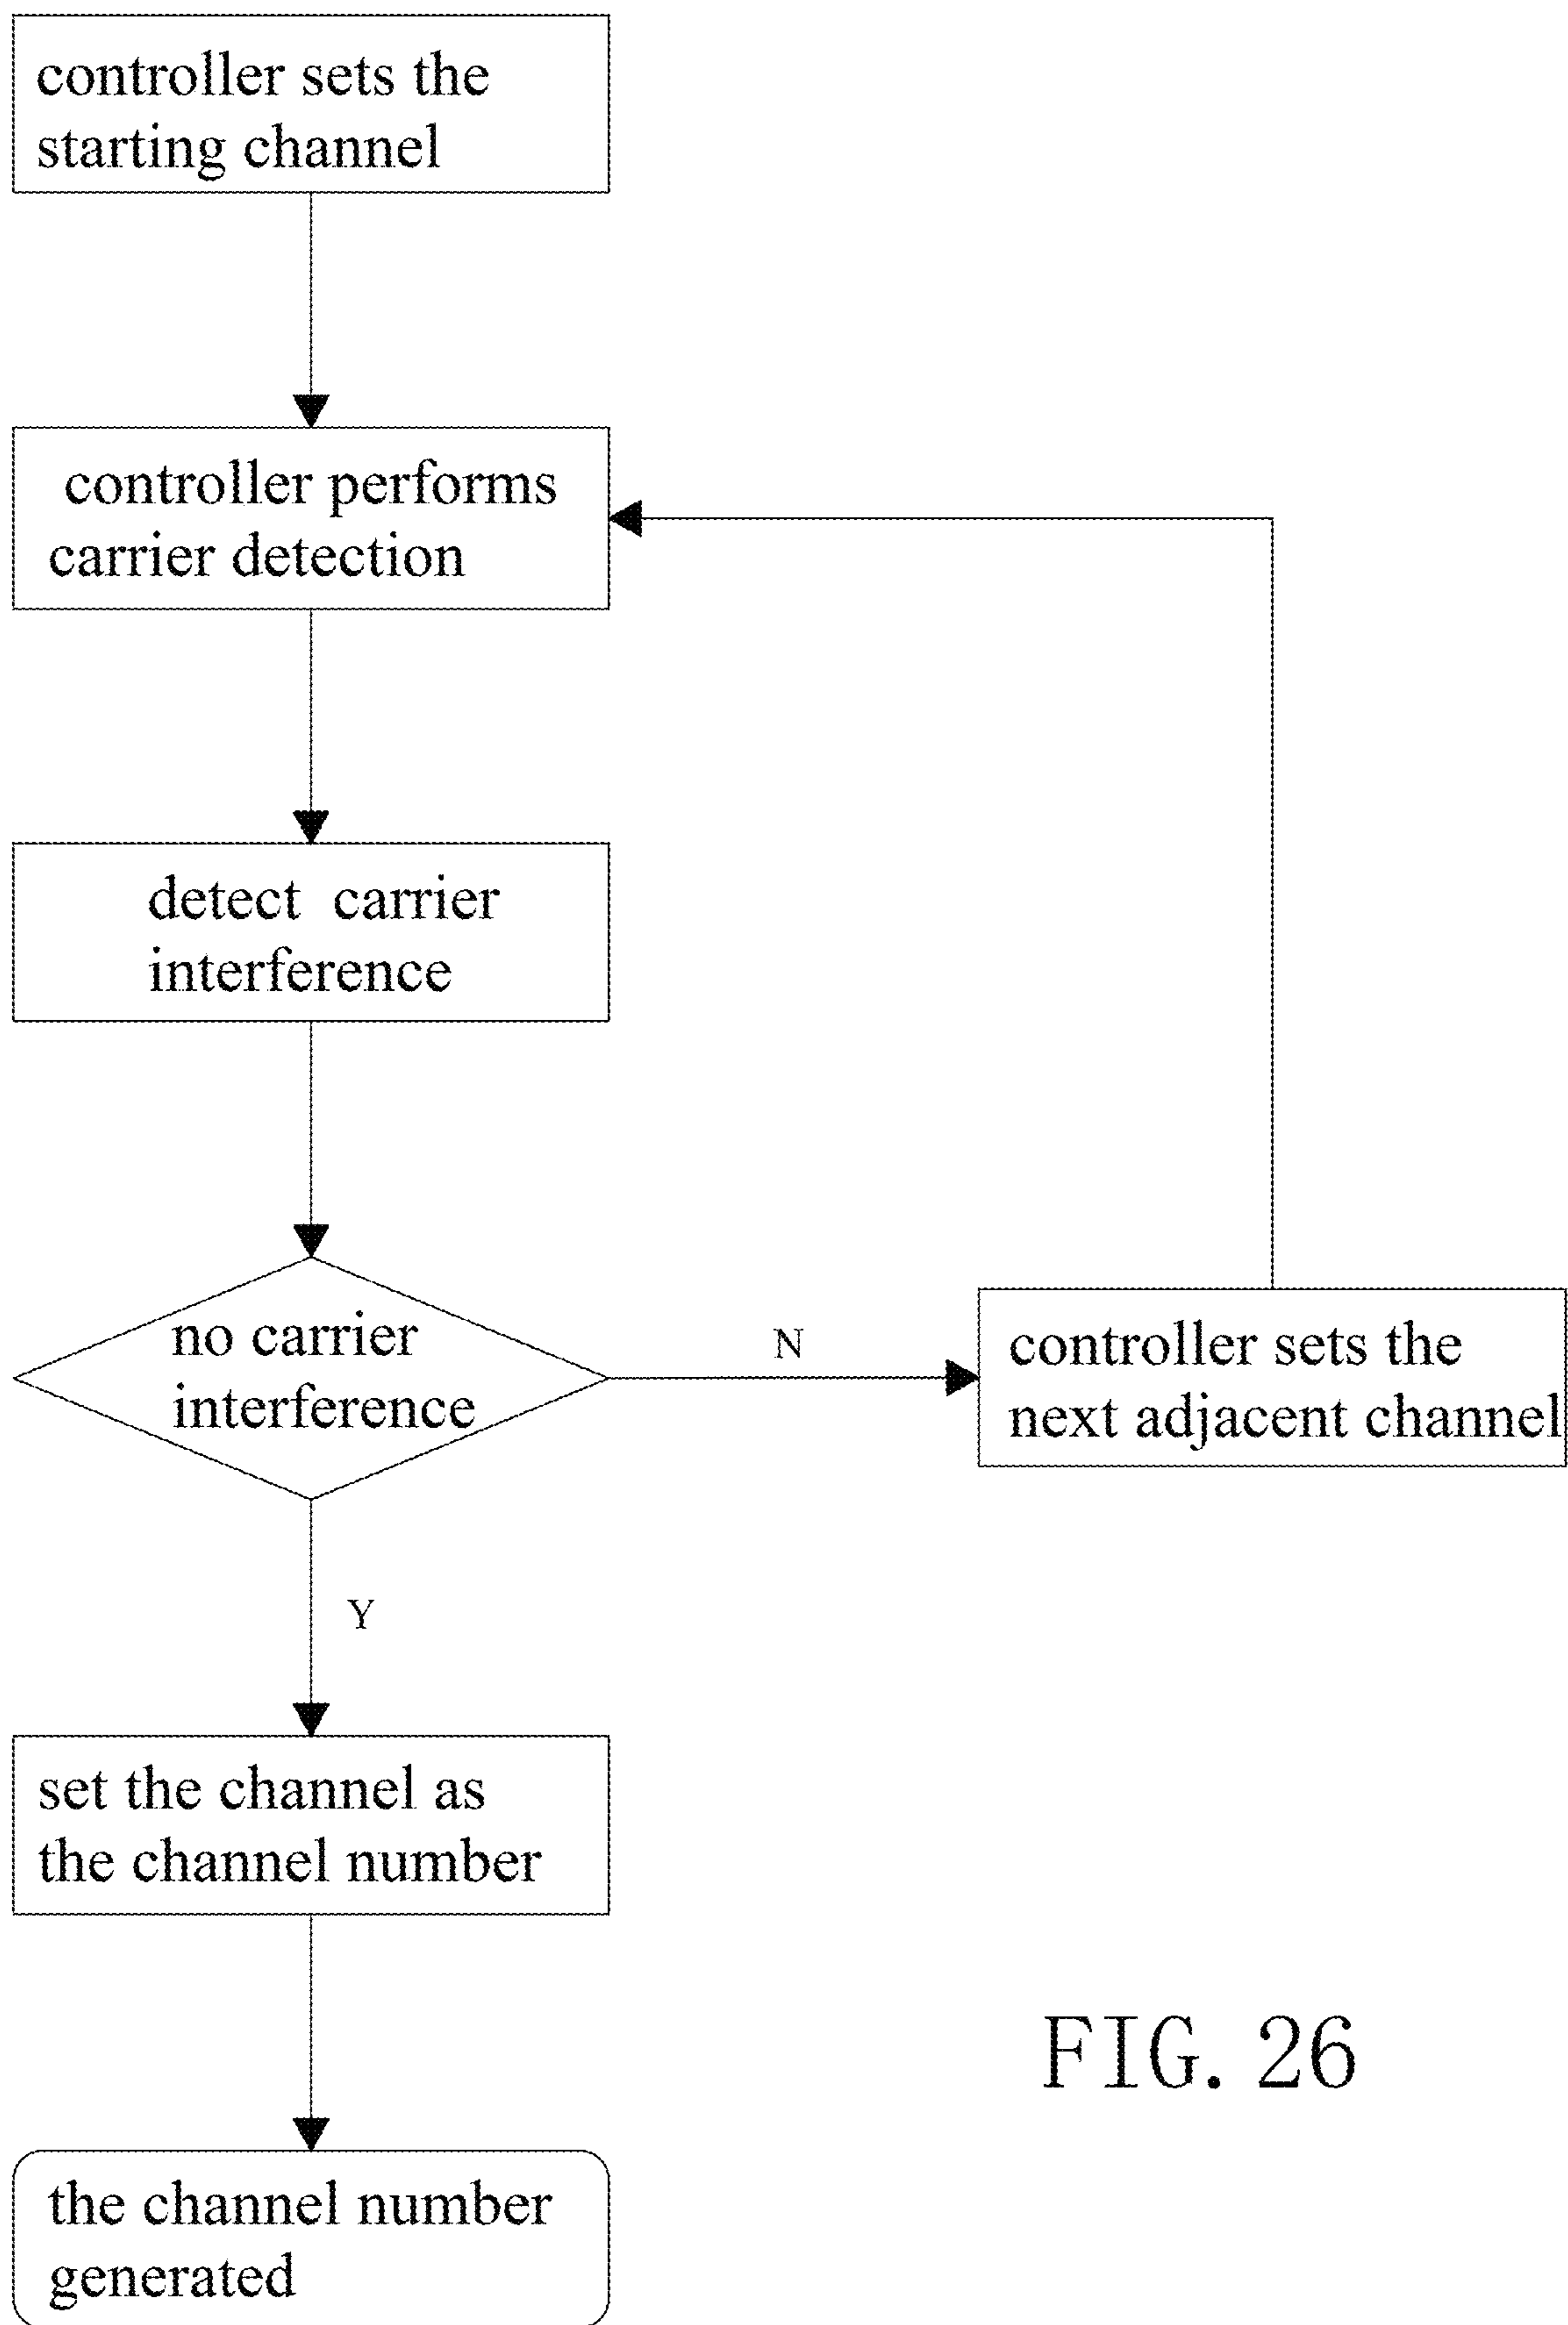 controller sets the
starting channel
controller performs
carrier detection
detect carrier
interference
no carrier
interference
N
controller sets the
next adjacent channel
Y
set the channel as
the channel number
the channel number
generated
FIG. 26